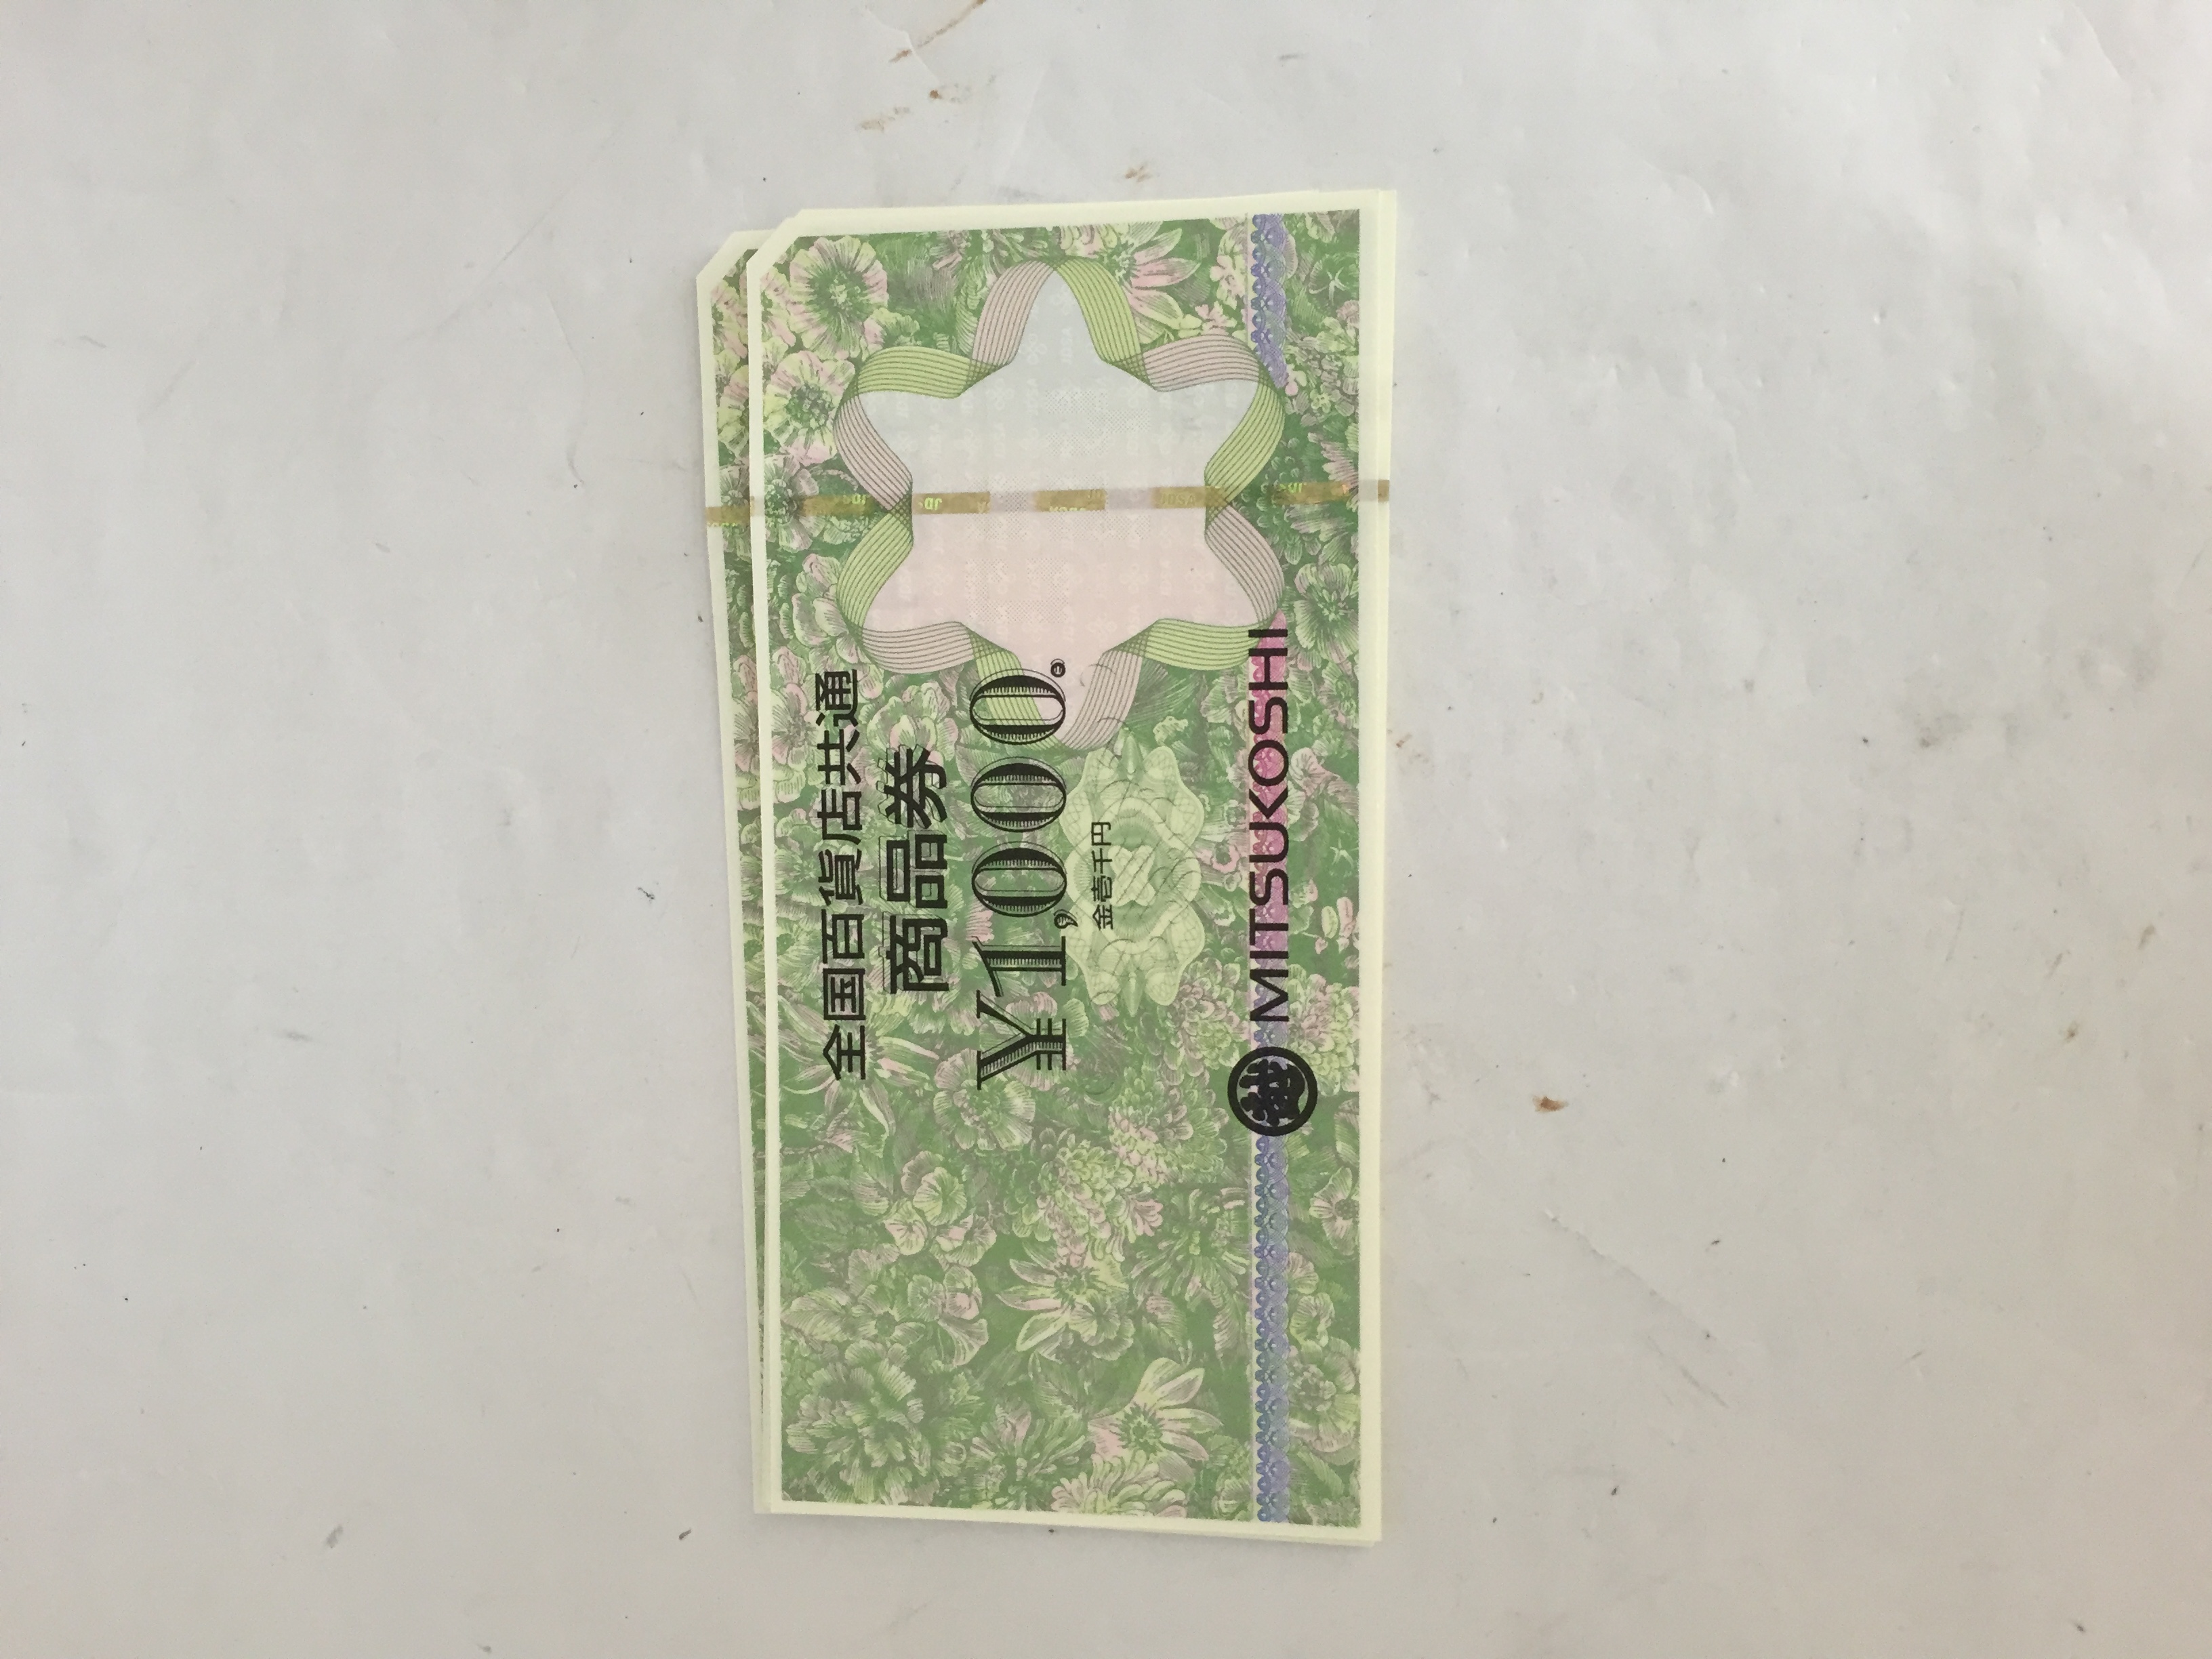 全国百貨店共通
商品券
¥1,000.
金壱千円
越 MITSUKOSHI